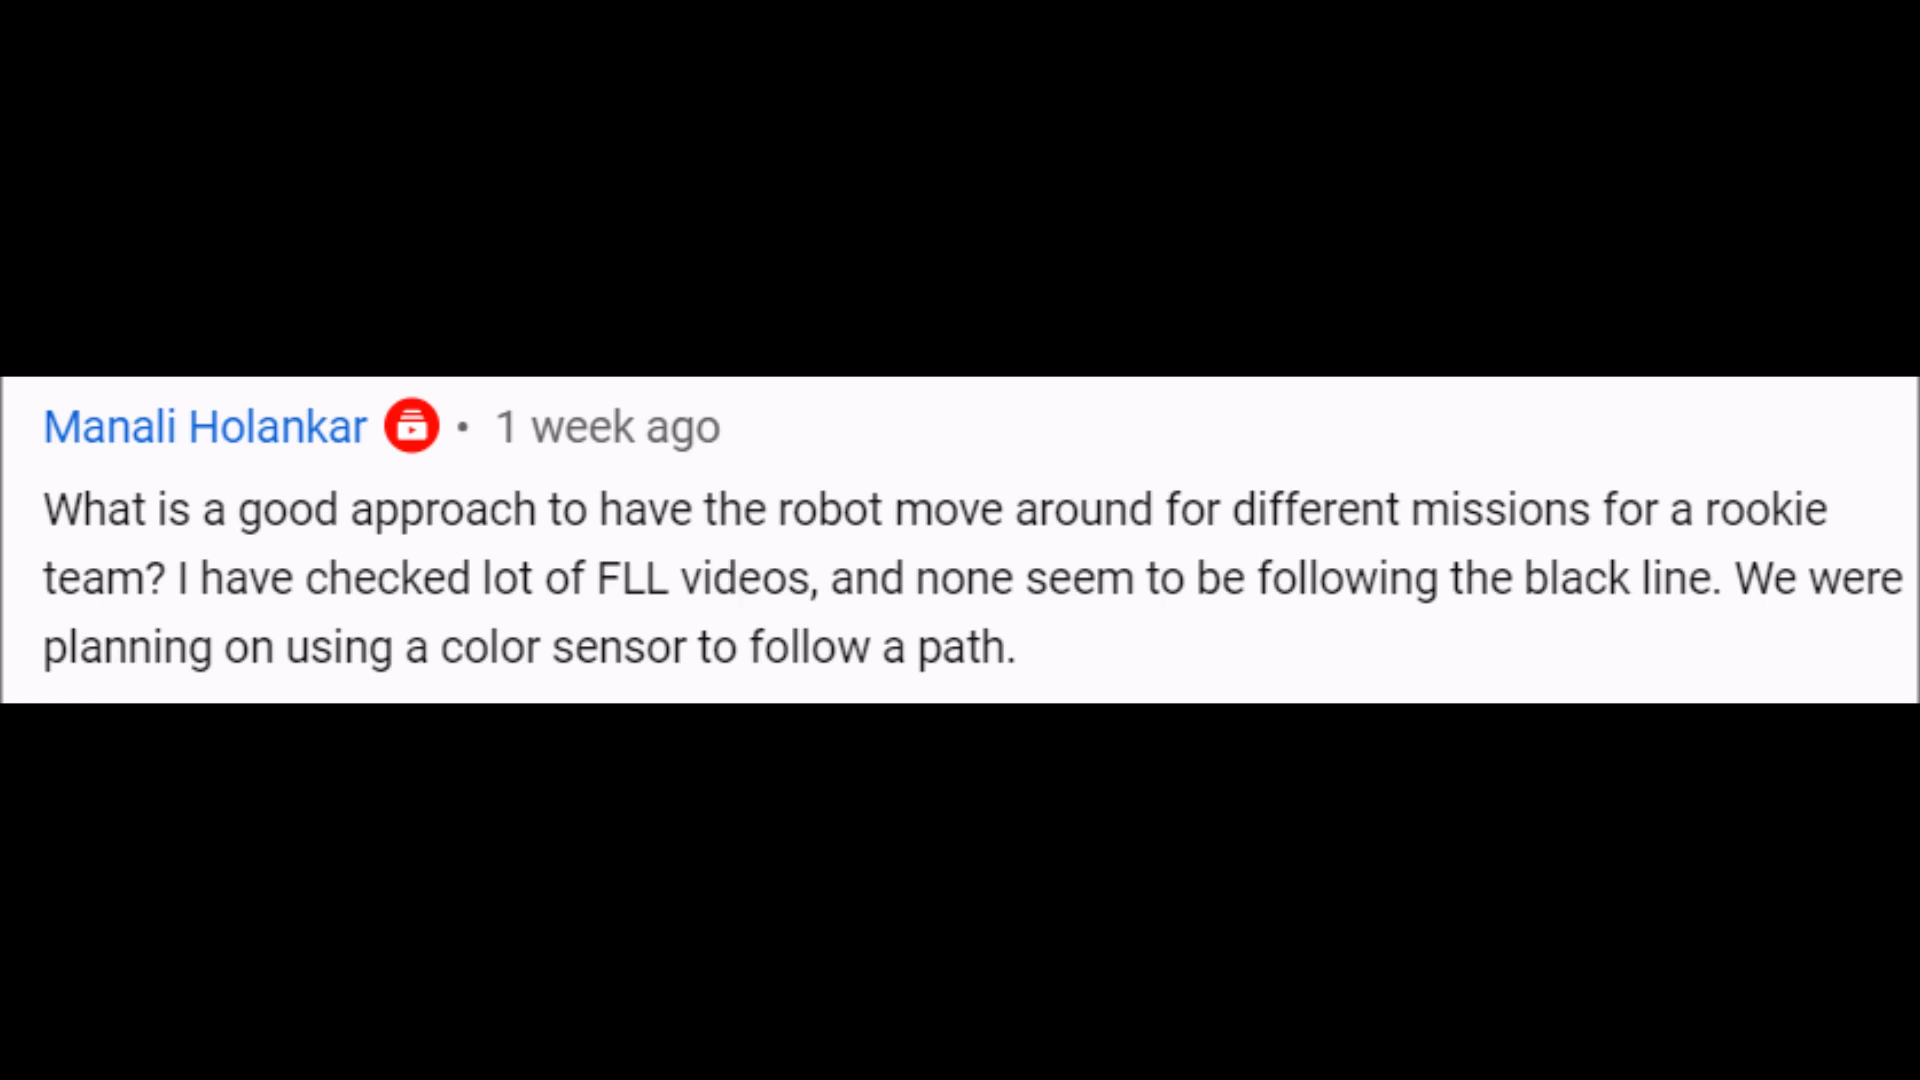 Manali Holankar • 1 week ago
What is a good approach to have the robot move around for different missions for a rookie
team? I have checked lot of FLL videos, and none seem to be following the black line. We were
planning on using a color sensor to follow a path.